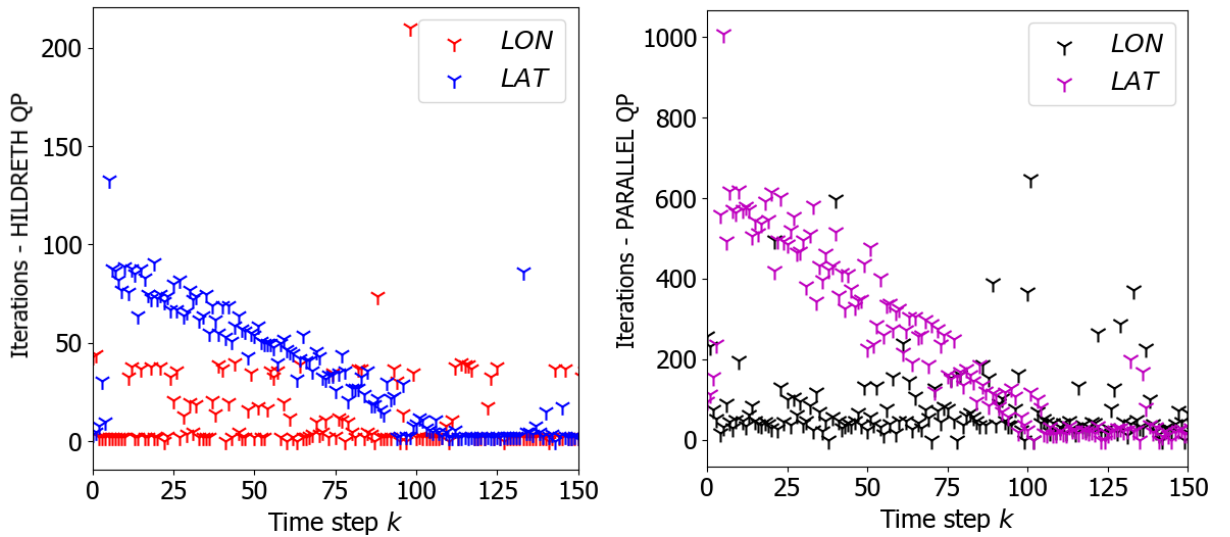 Iterations - HILDRETH QP
200
150
100
50
0
LON
LAT
0 25 50 75 100 125 150
Time step k
Iterations - PARALLEL QP
1000
800
600
400
200
0
LON
LAT
0 25 50 75 100 125 150
Time step k